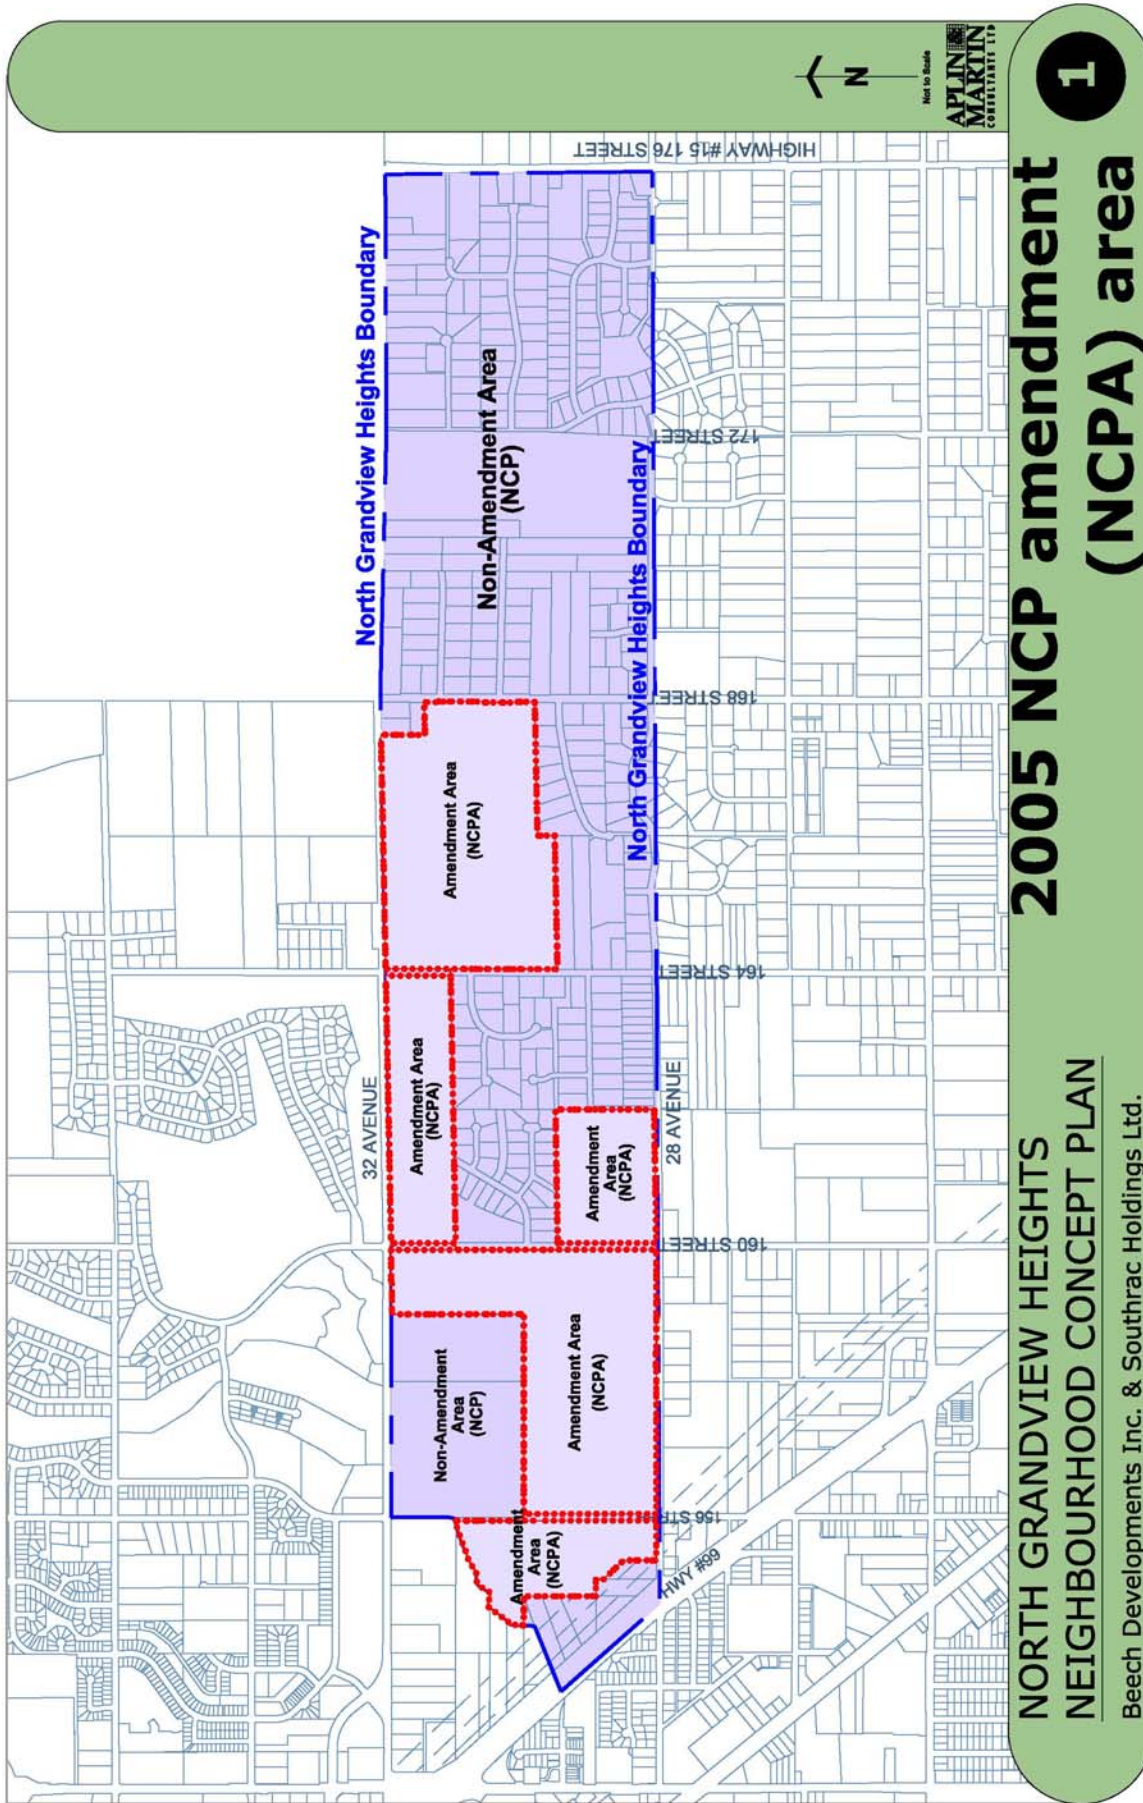 North Grandview Heights Boundary
32 AVENUE
Non-Amendment Area
(NCP)
HIGHWAY #15 176 STREET
Amendment Area
(NCPA)
Amendment Area
(NCPA)
Non-Amendment
Area
(NCP)
Amendment
Area
(NCPA)
Amendment Area
(NCPA)
Amendment
Area
(NCPA)
North Grandview Heights Boundary
28 AVENUE
HWY #99
156 STR
160 STREET
164 STREET
168 STREET
172 STREET
N
Not to Scale
APLIN &
MARTIN
CONSULTANTS LTD
NORTH GRANDVIEW HEIGHTS
NEIGHBOURHOOD CONCEPT PLAN
Beech Developments Inc. & Southrac Holdings Ltd.
2005 NCP amendment
(NCPA) area
1